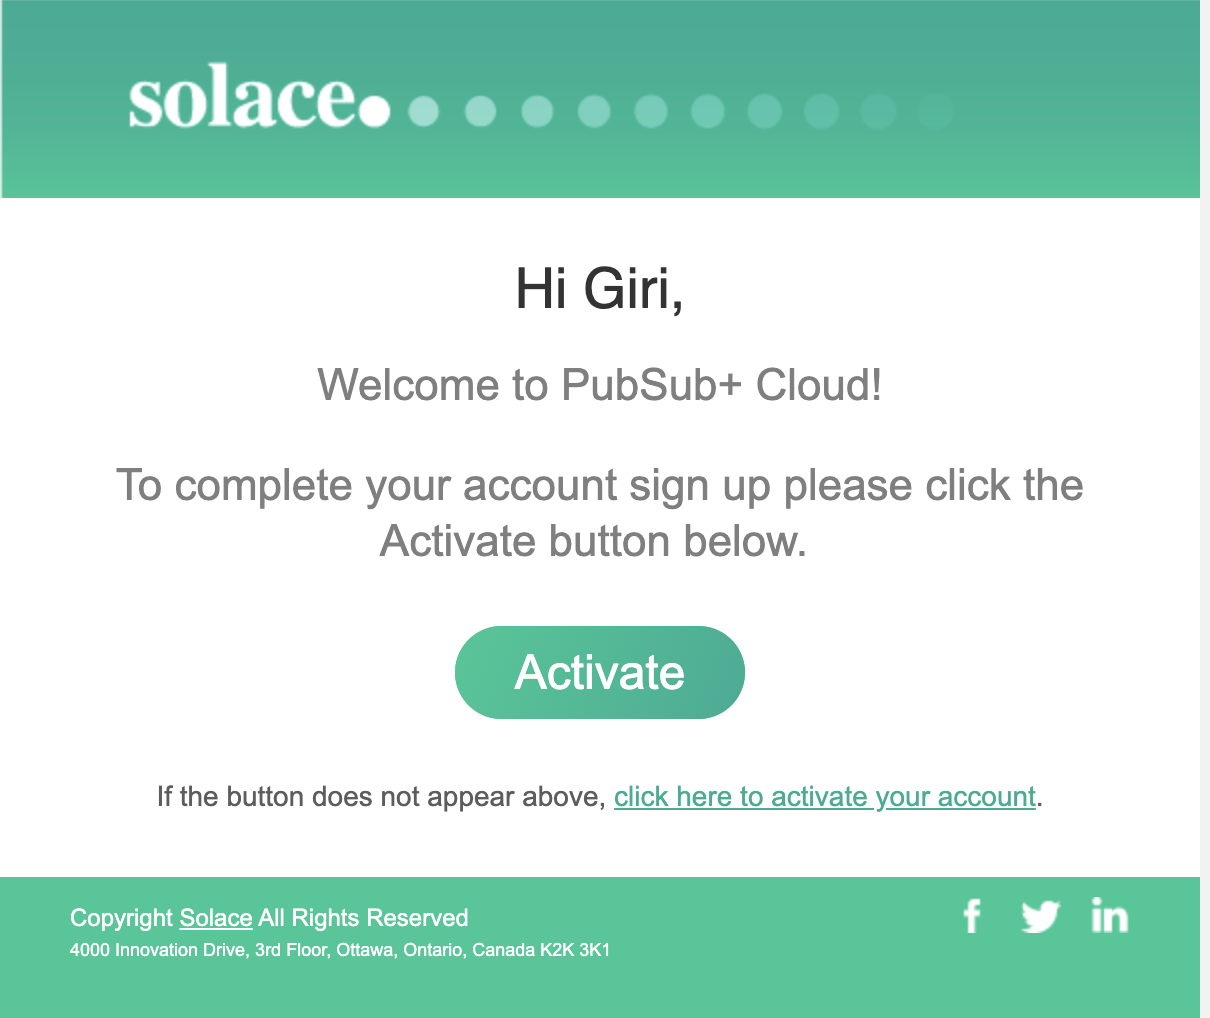 solace.
Hi Giri,
Welcome to PubSub+ Cloud!
To complete your account sign up please click the
Activate button below.
Activate
If the button does not appear above, click here to activate your account.
Copyright Solace All Rights Reserved
4000 Innovation Drive, 3rd Floor, Ottawa, Ontario, Canada K2K 3K1